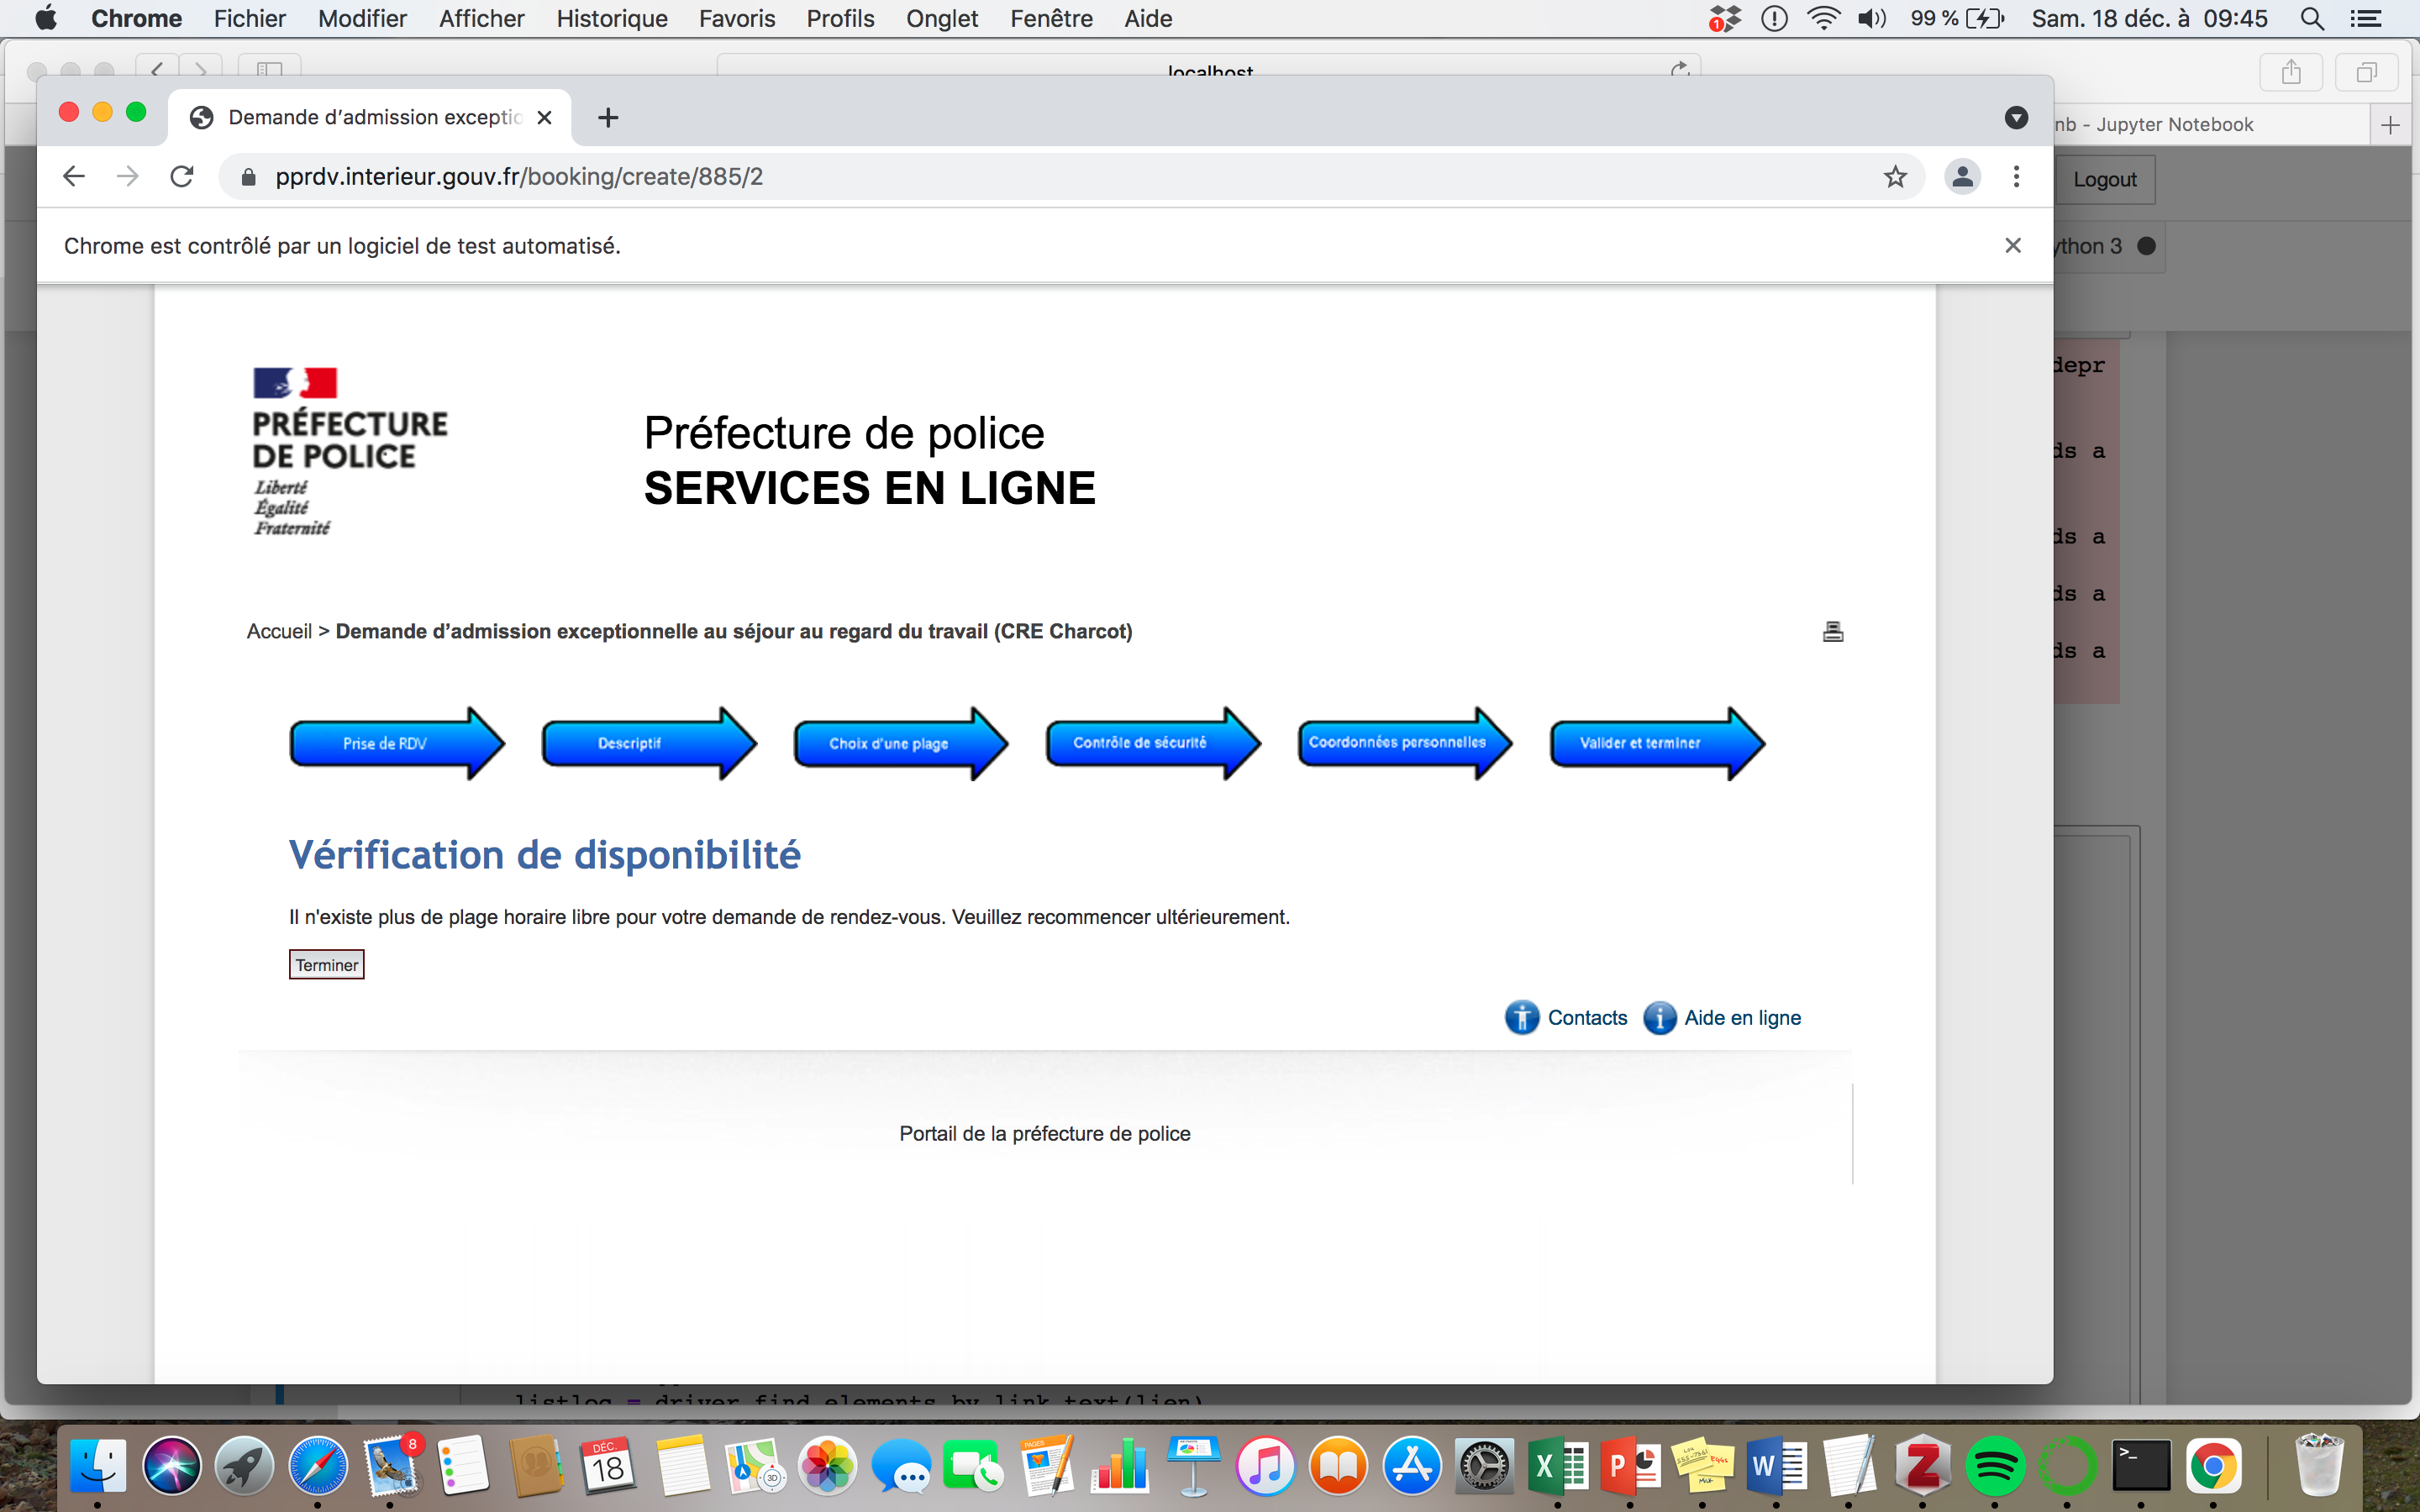 Chrome Fichier Modifier Afficher Historique Favoris Profils Onglet Fenêtre Aide 1 99 % Sam. 18 déc. à 09:45
localhost
Demande d’admission exceptio
nb - Jupyter Notebook
pprdv.interieur.gouv.fr/booking/create/885/2
Logout
Chrome est contrôlé par un logiciel de test automatisé.
ython 3
PRÉFECTURE
DE POLICE
Liberté
Égalité
Fraternité
Préfecture de police
SERVICES EN LIGNE
depr
ds a
ds a
ds a
ds a
Accueil > Demande d’admission exceptionnelle au séjour au regard du travail (CRE Charcot)
Prise de RDV Descriptif Choix d'une plage Contrôle de sécurité Coordonnées personnelles Valider et terminer
Vérification de disponibilité
Il n'existe plus de plage horaire libre pour votre demande de rendez-vous. Veuillez recommencer ultérieurement.
Terminer
Contacts Aide en ligne
Portail de la préfecture de police
listlog = driver.find_elements_by_link_text(lien)
8
DÉC.
18
3D
PAGES
X
P
W
Z
>_